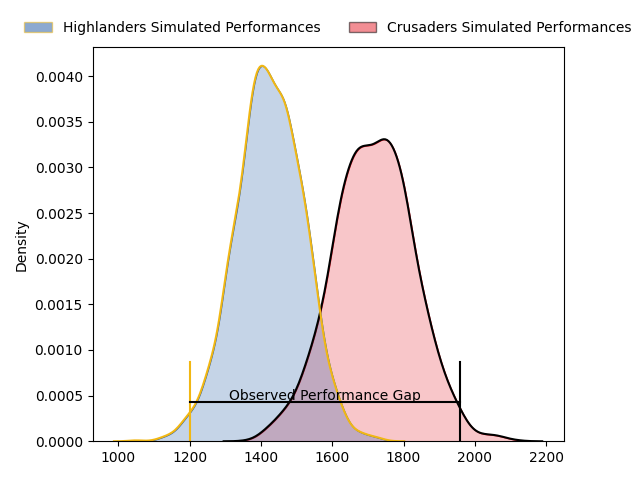 Highlanders Simulated Performances Crusaders Simulated Performances
0.0040
0.0035
0.0030
0.0025
0.0020
0.0015
0.0010
0.0005
0.0000
Density
Observed Performance Gap
1000 1200 1400 1600 1800 2000 2200